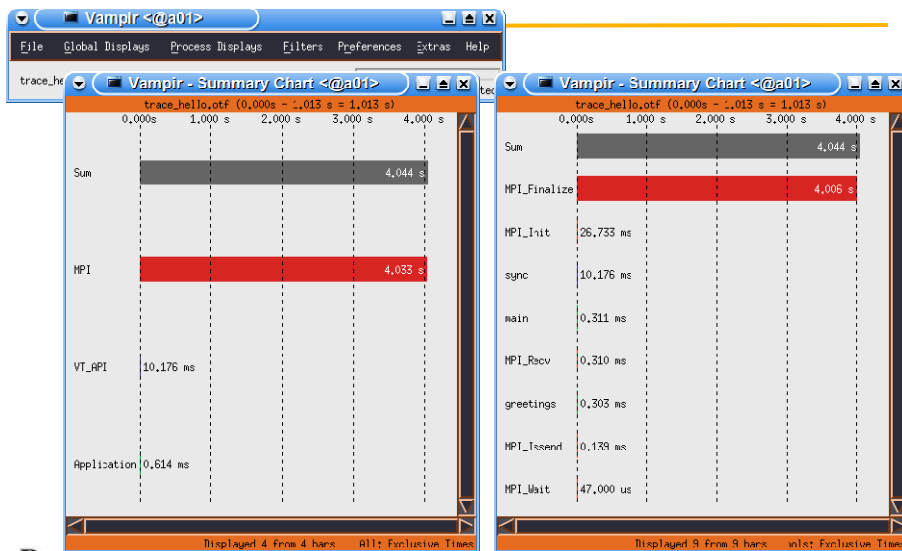 Vampir <@a01>
File Global Displays Process Displays Filters Preferences Extras Help
Vampir - Summary Chart <@a01>
trace_hello.otf (0.000s - 1.013 s = 1.013 s)
0.000s 1.000 s 2.000 s 3.000 s 4.000 s
Sum 4.044 s
MPI 4.033 s
VT_API 10.176 ms
Application 0.614 ms
Displayed 4 from 4 bars All: Exclusive Times
Vampir - Summary Chart <@a01>
trace_hello.otf (0.000s - 1.013 s = 1.013 s)
0.000s 1.000 s 2.000 s 3.000 s 4.000 s
Sum 4.044 s
MPI_Finalize 4.006 s
MPI_Init 26.733 ms
sync 10.176 ms
main 0.311 ms
MPI_Recv 0.310 ms
greetings 0.303 ms
MPI_Issend 0.139 ms
MPI_Wait 47.000 us
Displayed 9 from 9 bars Exclusive Times